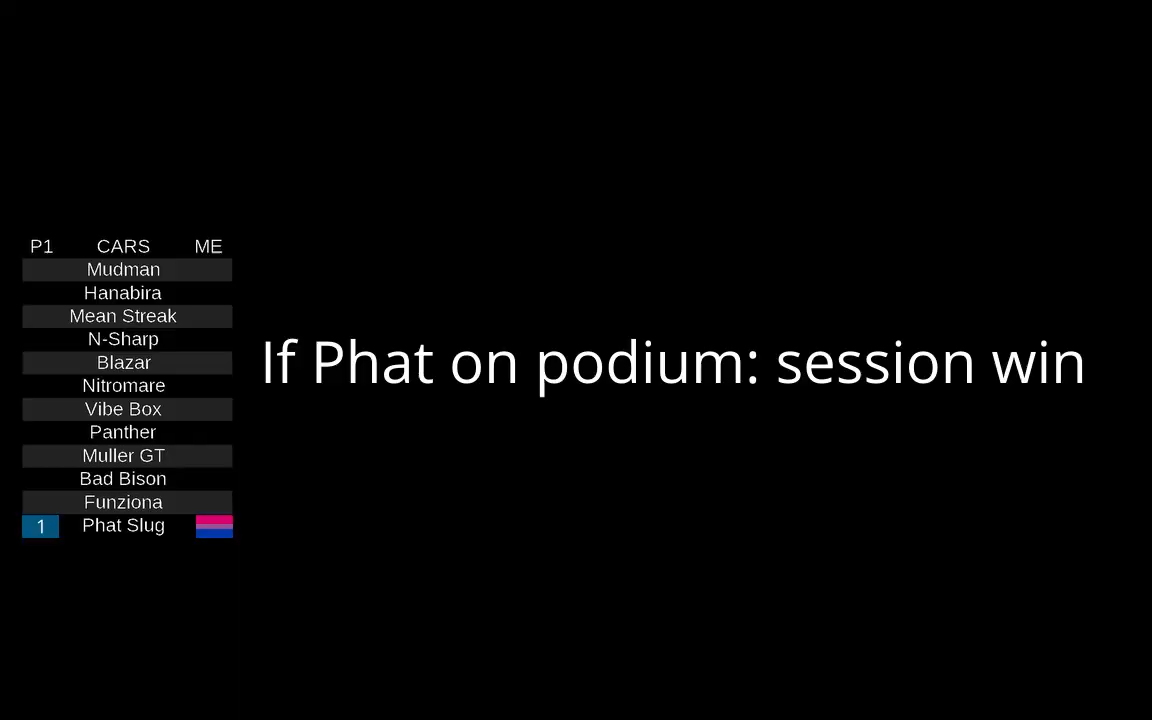 P1 CARS ME
Mudman
Hanabira
Mean Streak
N-Sharp
Blazar
Nitromare
Vibe Box
Panther
Muller GT
Bad Bison
Funziona
1 Phat Slug
If Phat on podium: session win